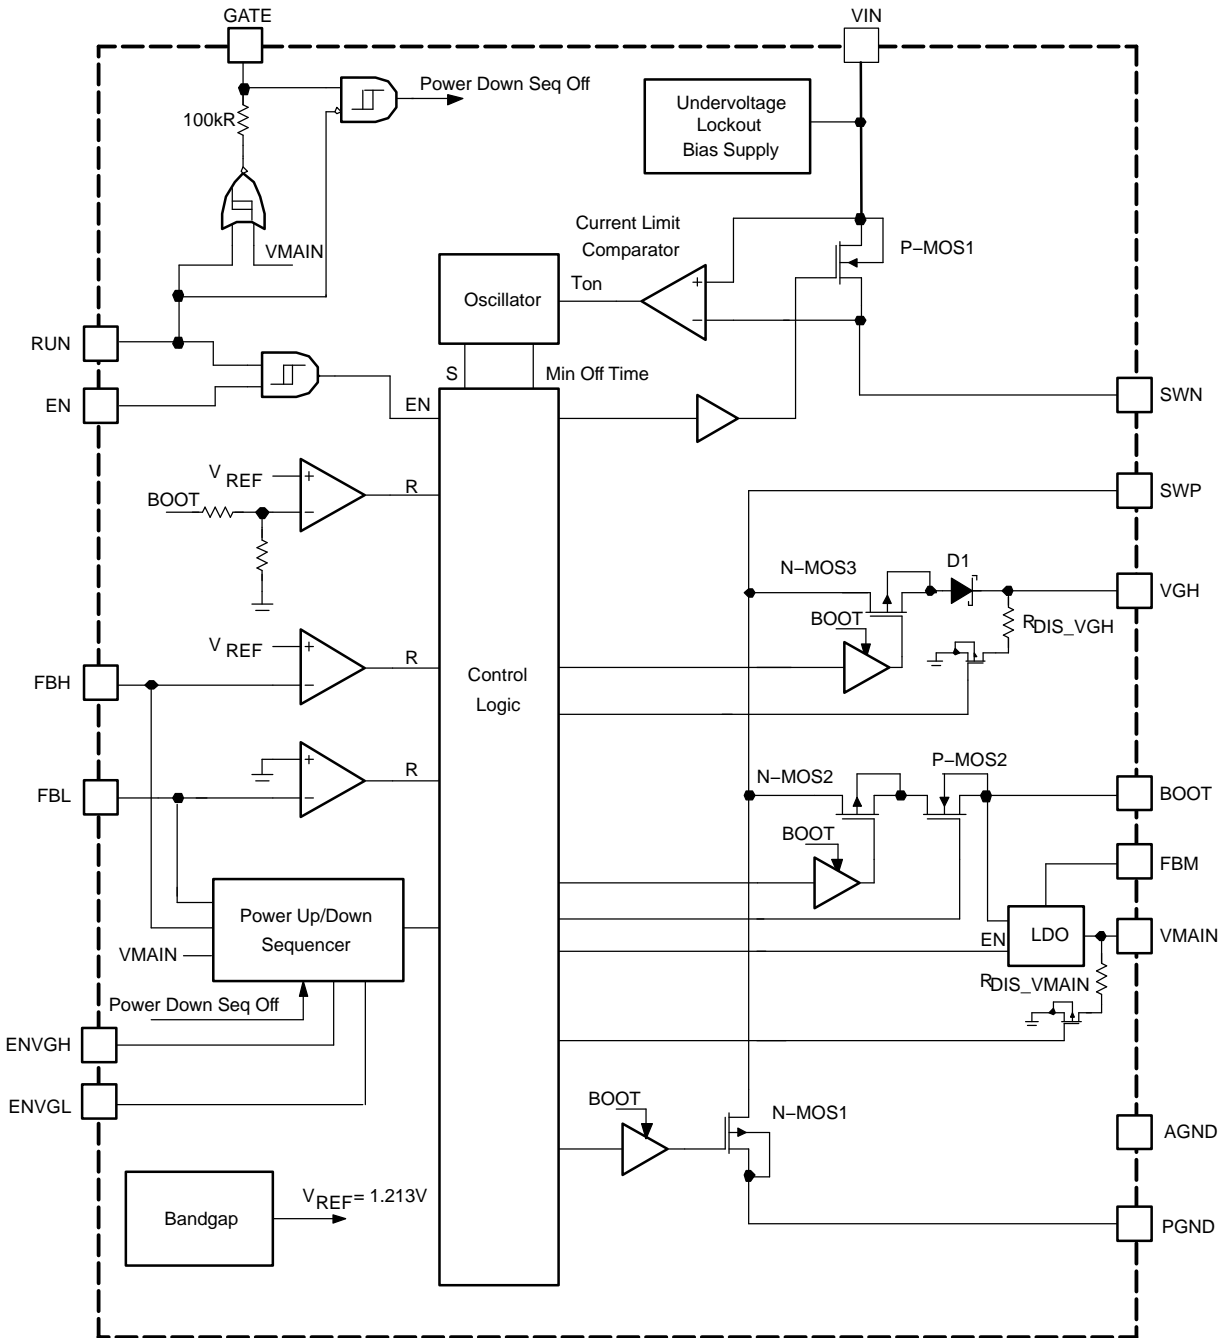 GATE
VIN
Power Down Seq Off
100kR
Undervoltage
Lockout
Bias Supply
VMAIN
Current Limit
Comparator
P–MOS1
Ton
+
–
Oscillator
RUN
S
Min Off Time
EN
EN
SWN
V REF
+
R
BOOT
–
SWP
N–MOS3
D1
VGH
BOOT
RDIS_VGH
V REF
+
R
FBH
–
Control
Logic
+
R
FBL
–
N–MOS2
P–MOS2
BOOT
BOOT
FBM
Power Up/Down
Sequencer
VMAIN
EN
LDO
VMAIN
RDIS_VMAIN
Power Down Seq Off
ENVGH
ENVGL
BOOT
N–MOS1
AGND
Bandgap
VREF = 1.213V
PGND